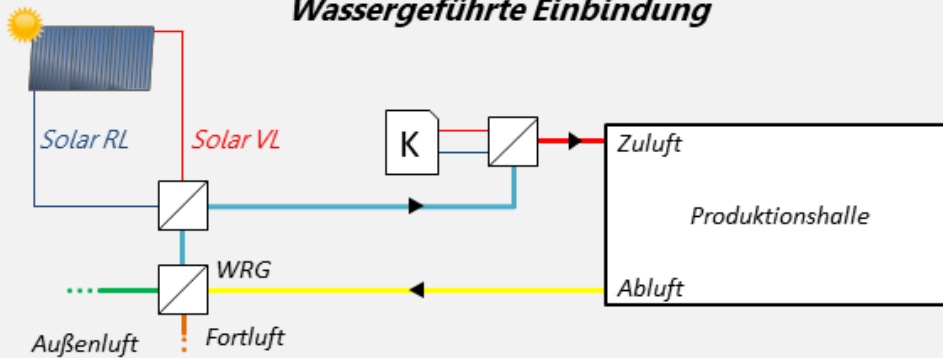 Wassergeführte Einbindung
Solar RL
Solar VL
K
Zuluft
Produktionshalle
WRG
Abluft
Außenluft
Fortluft